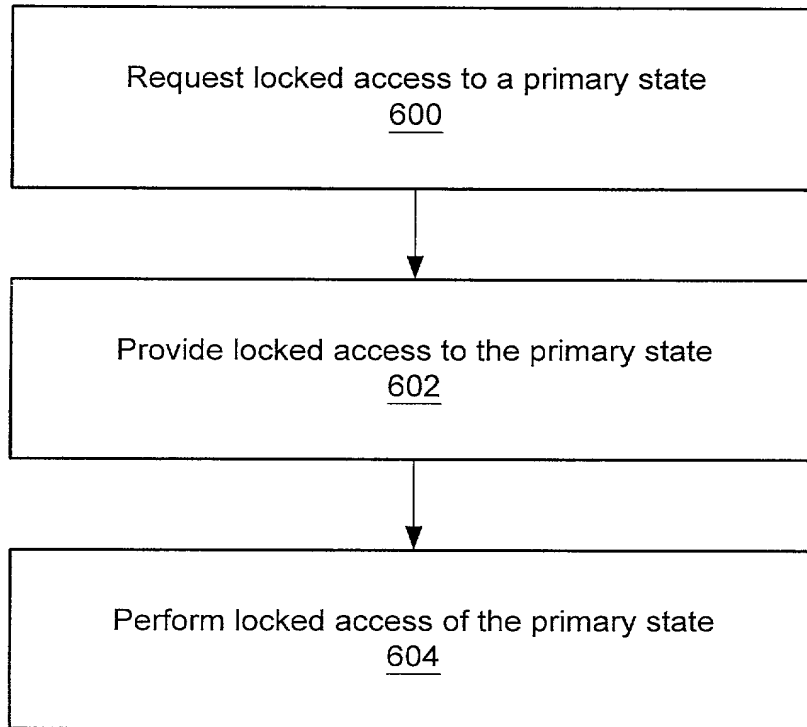 Request locked access to a primary state
600
Provide locked access to the primary state
602
Perform locked access of the primary state
604